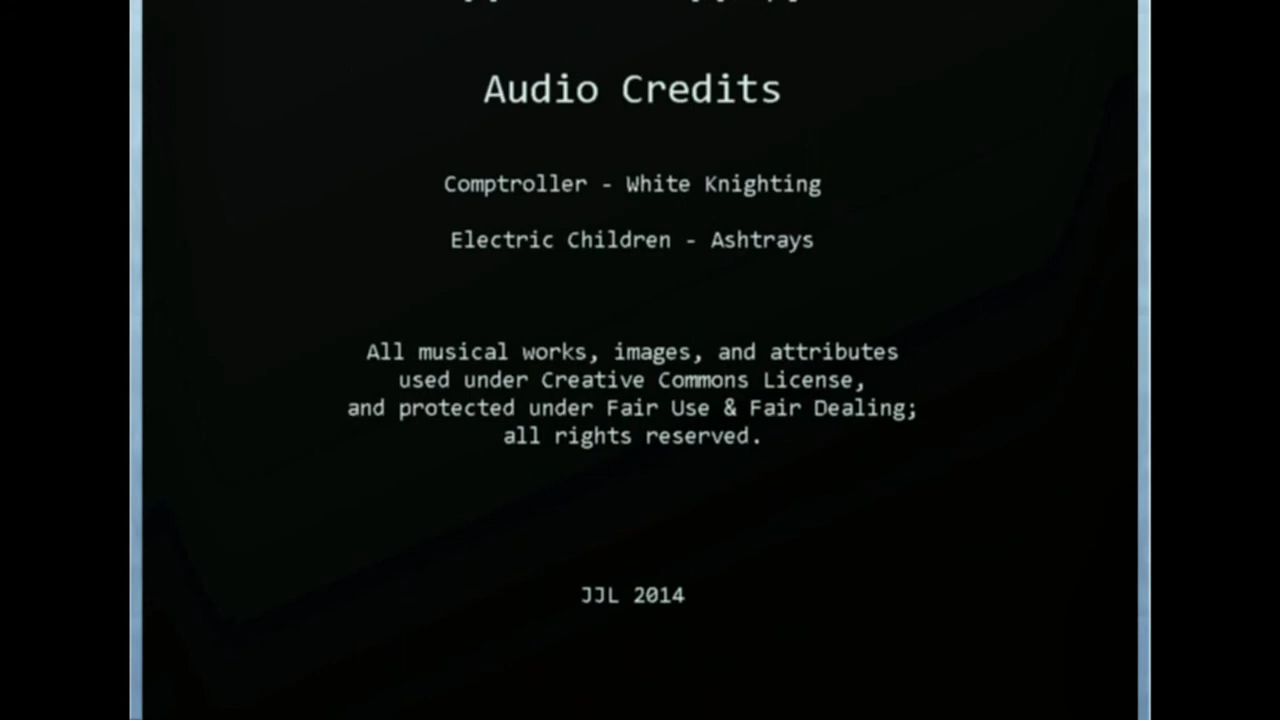 Audio Credits
Comptroller - White Knighting
Electric Children - Ashtrays
All musical works, images, and attributes
used under Creative Commons License,
and protected under Fair Use & Fair Dealing;
all rights reserved.
JJL 2014